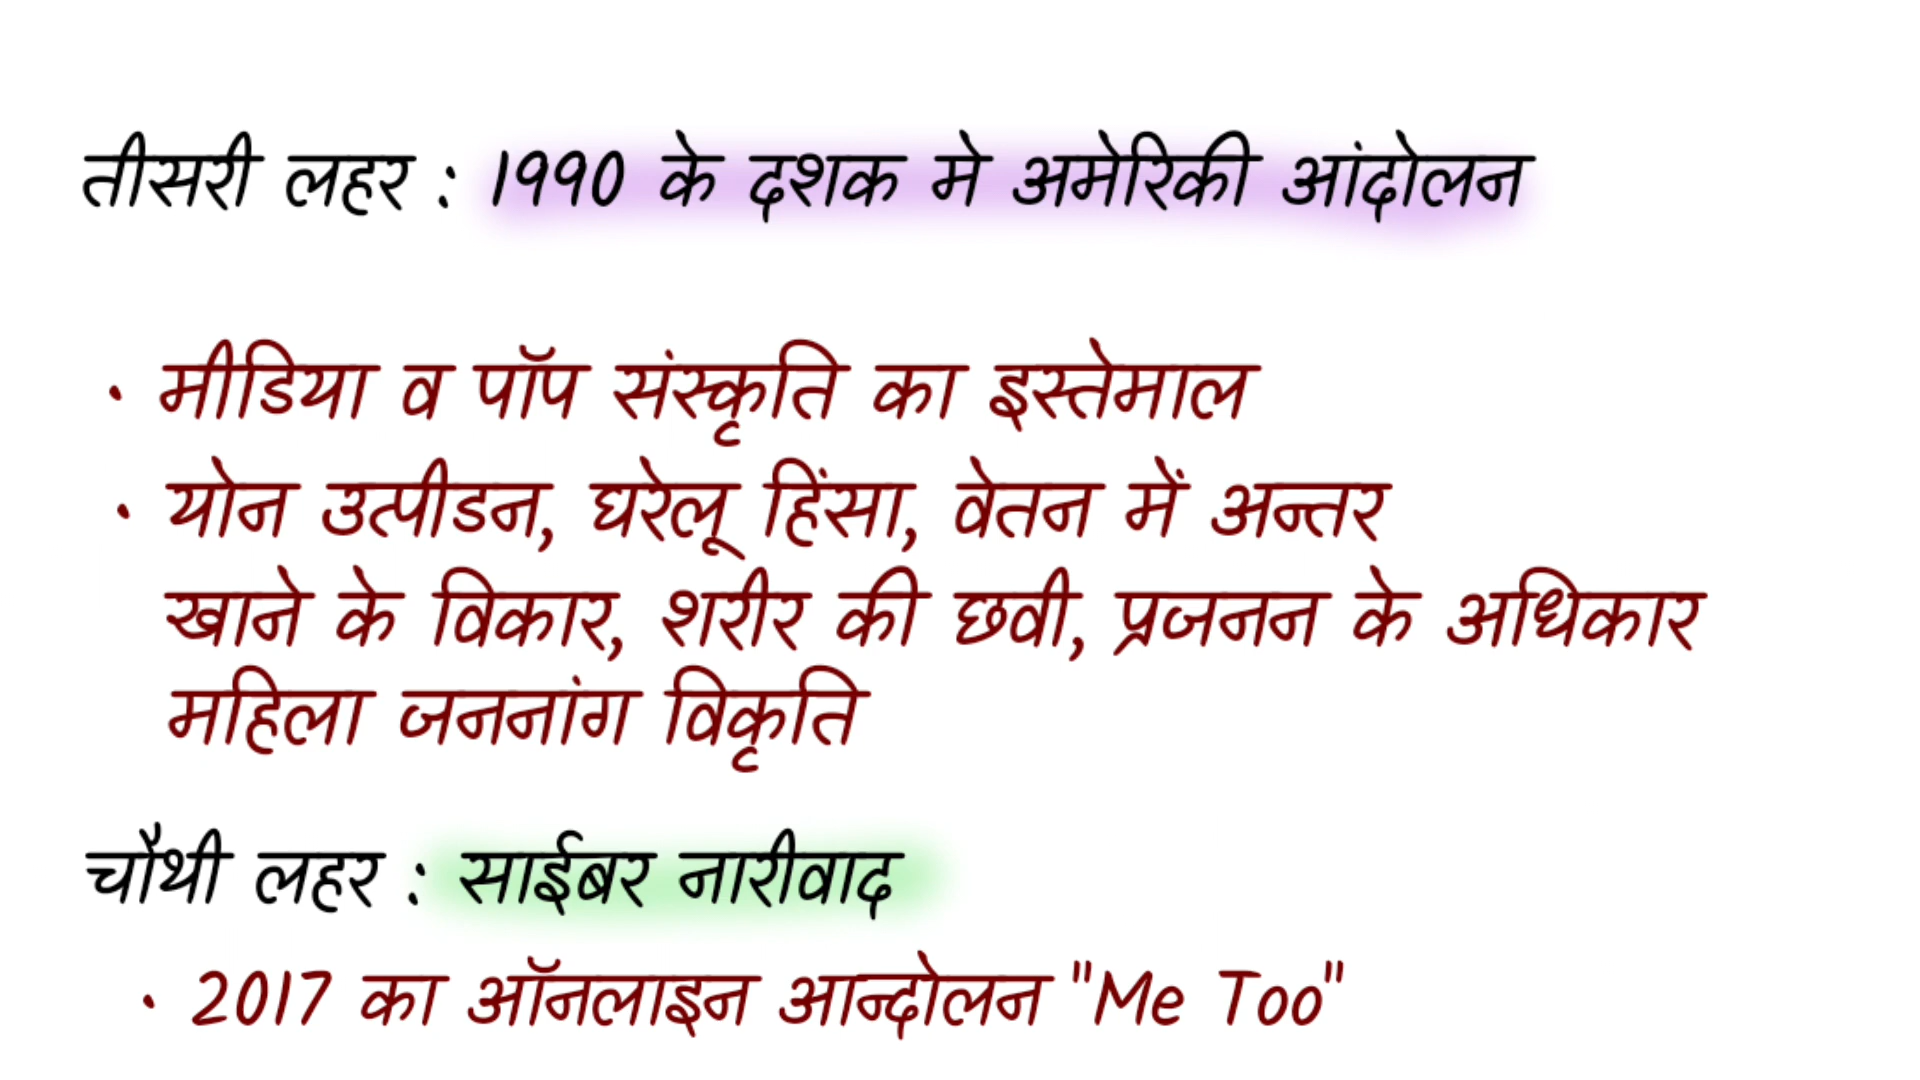 तीसरी लहर : 1990 के दशक मे अमेरिकी आंदोलन
• मीडिया व पॉप संस्कृति का इस्तेमाल
• योन उत्पीडन, घरेलू हिंसा, वेतन में अन्तर
खाने के विकार, शरीर की छवी, प्रजनन के अधिकार
महिला जननांग विकृति
चौथी लहर : साईबर नारीवाद
• 2017 का ऑनलाइन आन्दोलन "Me Too"